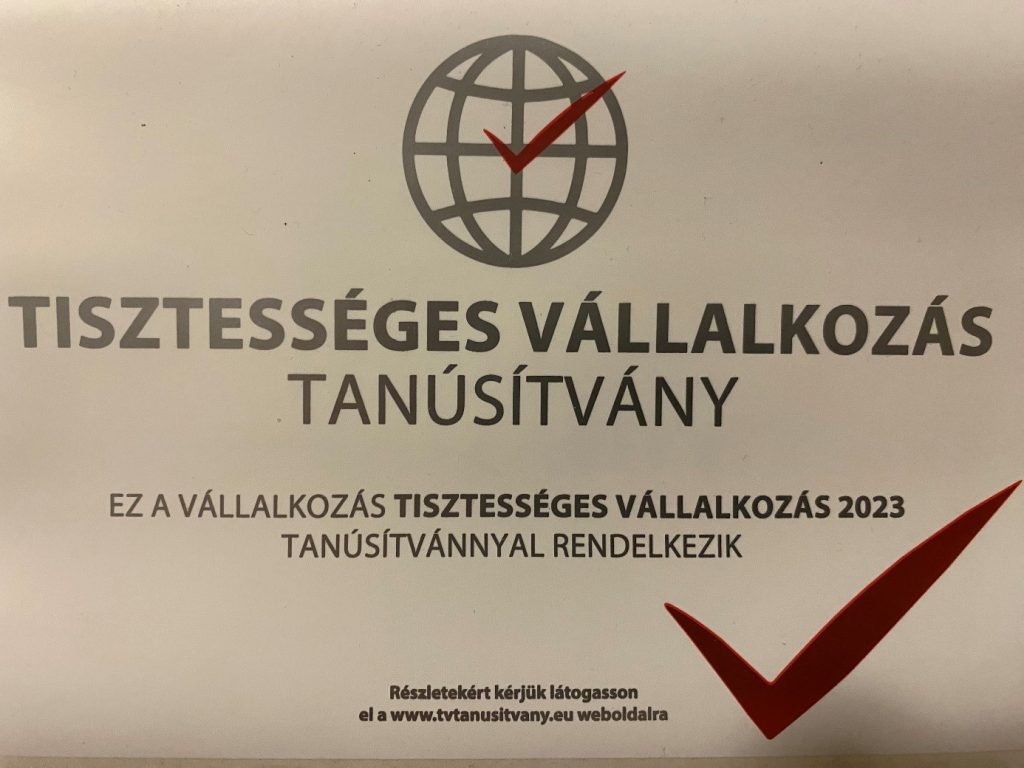 TISZTESSÉGES VÁLLALKOZÁS
TANÚSÍTVÁNY
EZ A VÁLLALKOZÁS TISZTESSÉGES VÁLLALKOZÁS 2023
TANÚSÍTVÁNNYAL RENDELKEZIK
Részletekért kérjük látogasson
el a www.tvtanusitvany.eu weboldalra